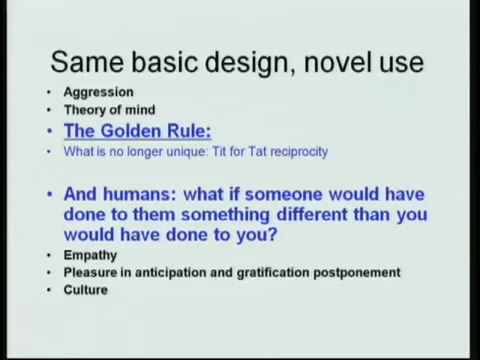 Same basic design, novel use
• Aggression
• Theory of mind
• The Golden Rule:
• What is no longer unique: Tit for Tat reciprocity
• And humans: what if someone would have
done to them something different than you
would have done to you?
• Empathy
• Pleasure in anticipation and gratification postponement
• Culture